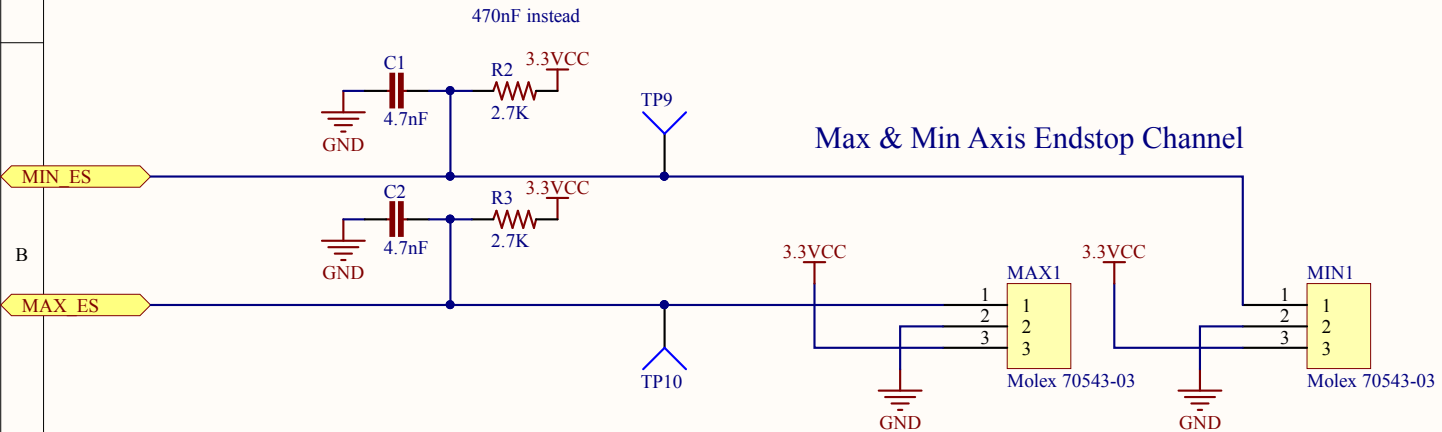 470nF instead
C1
4.7nF
GND
R2
2.7K
3.3VCC
TP9
Max & Min Axis Endstop Channel
MIN_ES
C2
4.7nF
GND
R3
2.7K
3.3VCC
B
MAX_ES
TP10
3.3VCC
MAX1
1 1
2 2
3 3
Molex 70543-03
GND
3.3VCC
MIN1
1 1
2 2
3 3
Molex 70543-03
GND